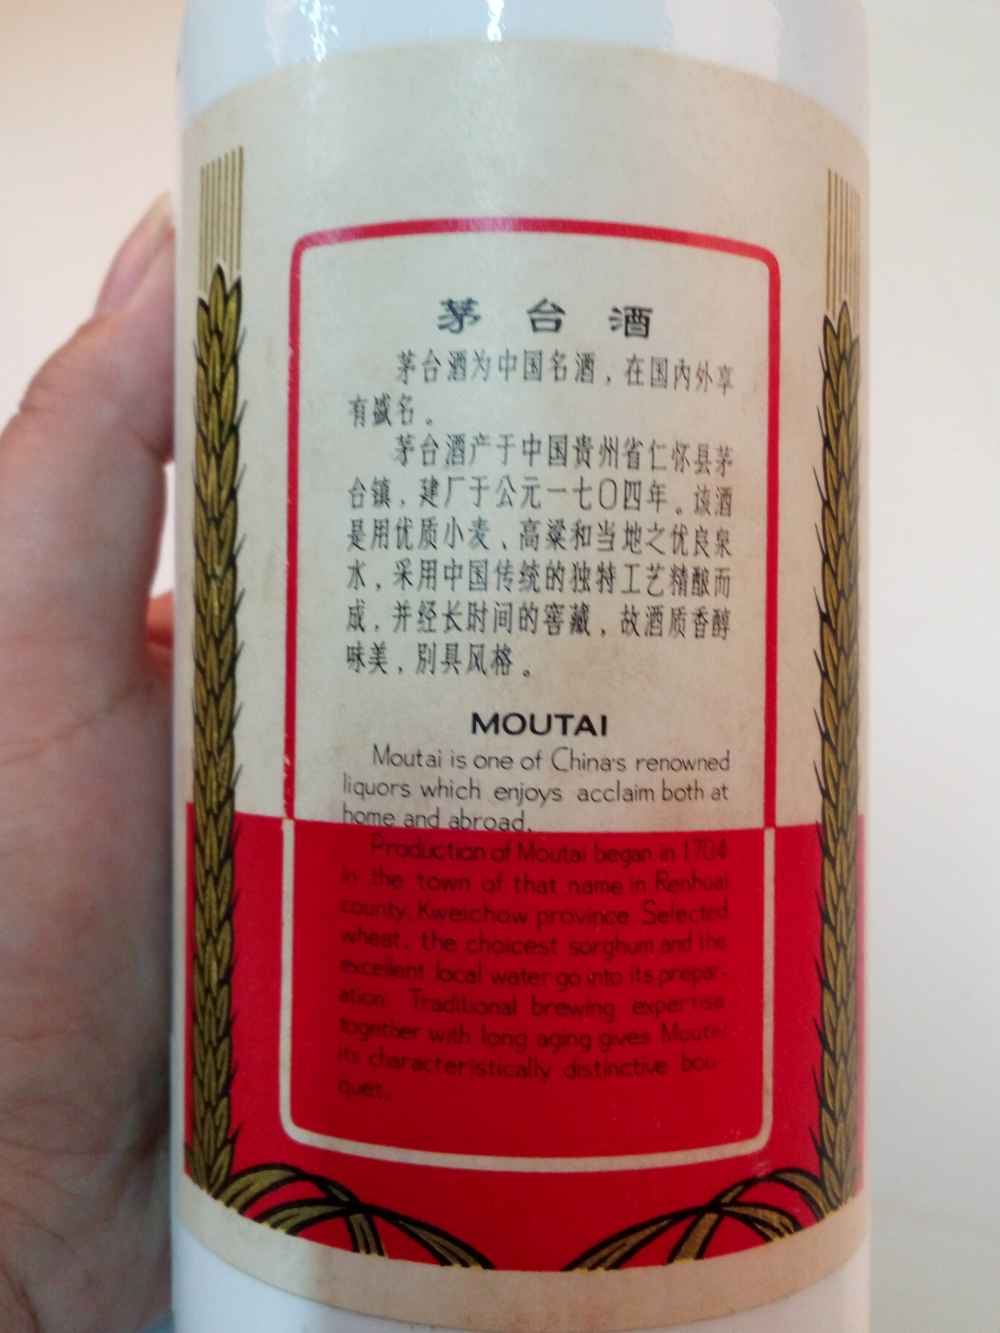 茅台酒
茅台酒为中国名酒，在国内外享
有盛名。
茅台酒产于中国贵州省仁怀县茅
台镇，建厂于公元一七〇四年。该酒
是用优质小麦、高粱和当地之优良泉
水，采用中国传统的独特工艺精酿而
成，并经长时间的窖藏，故酒质香醇
味美，别具风格。
MOUTAI
Moutai is one of China's renowned
liquors which enjoys acclaim both at
home and abroad.
Production of Moutai began in 1704
in the town of that name in Renhuai
county, Kweichow province. Selected
wheat, the choicest sorghum and the
excellent local water go into its prepar-
ation. Traditional brewing expertise
together with long aging gives Moutai
its characteristically distinctive bou-
quet.